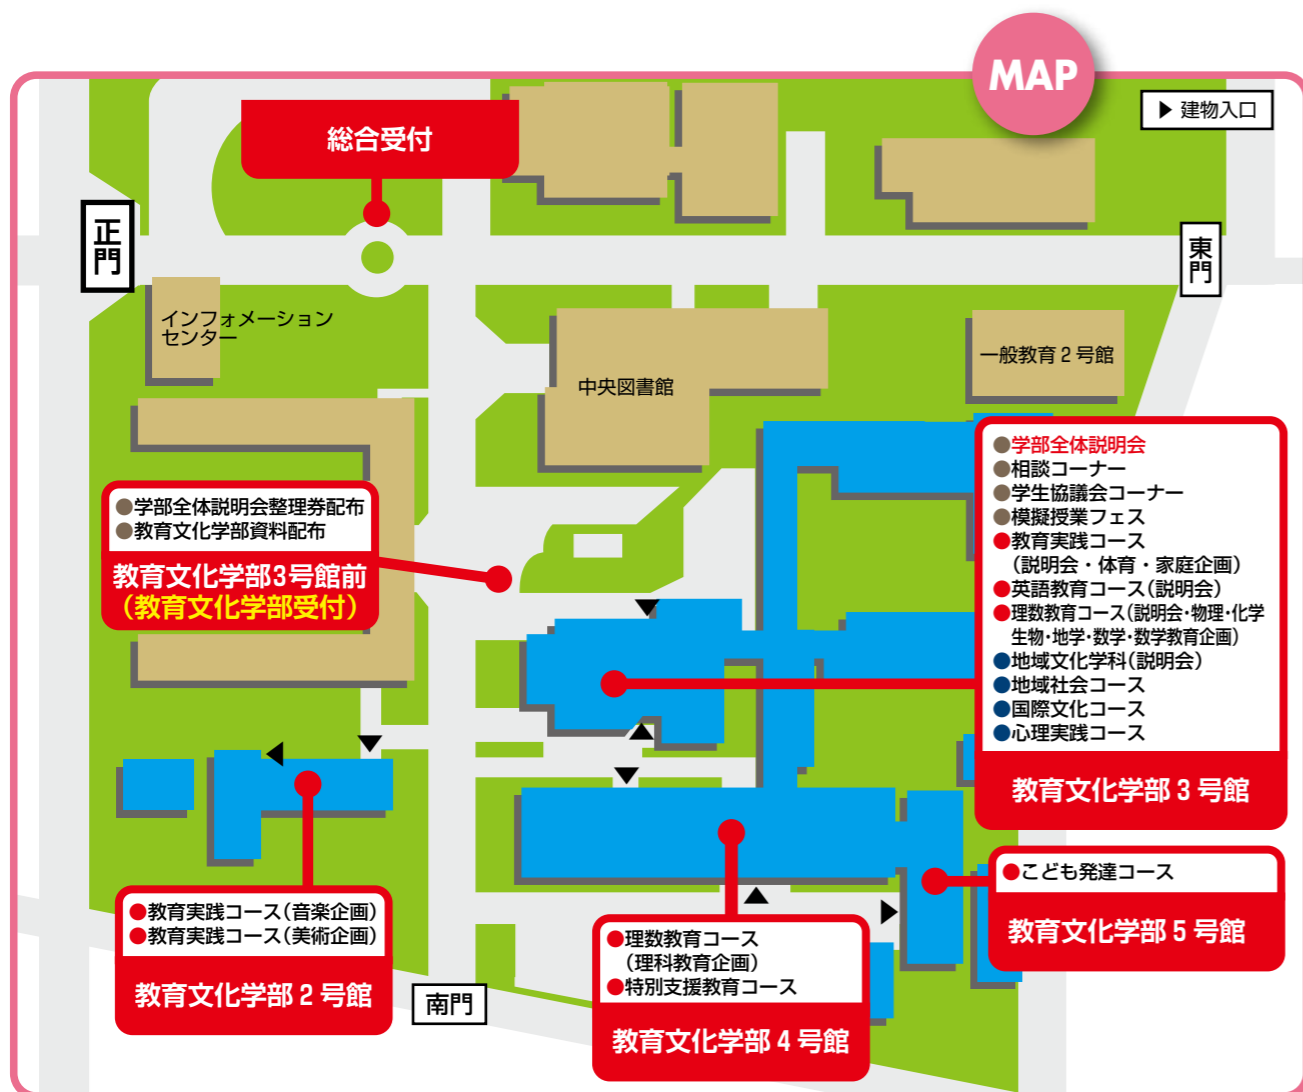 MAP
▶ 建物入口
総合受付
正門
東門
インフォメーション
センター
中央図書館
一般教育2号館
●学部全体説明会整理券配布
●教育文化学部資料配布
教育文化学部3号館前
(教育文化学部受付)
●学部全体説明会
●相談コーナー
●学生協議会コーナー
●模擬授業フェス
●教育実践コース
(説明会・体育・家庭企画)
●英語教育コース(説明会)
●理数教育コース(説明会・物理・化学
生物・地学・数学・数学教育企画)
●地域文化学科(説明会)
●地域社会コース
●国際文化コース
●心理実践コース
教育文化学部3号館
●こども発達コース
教育文化学部5号館
●教育実践コース(音楽企画)
●教育実践コース(美術企画)
教育文化学部2号館
南門
●理数教育コース
(理科教育企画)
●特別支援教育コース
教育文化学部4号館